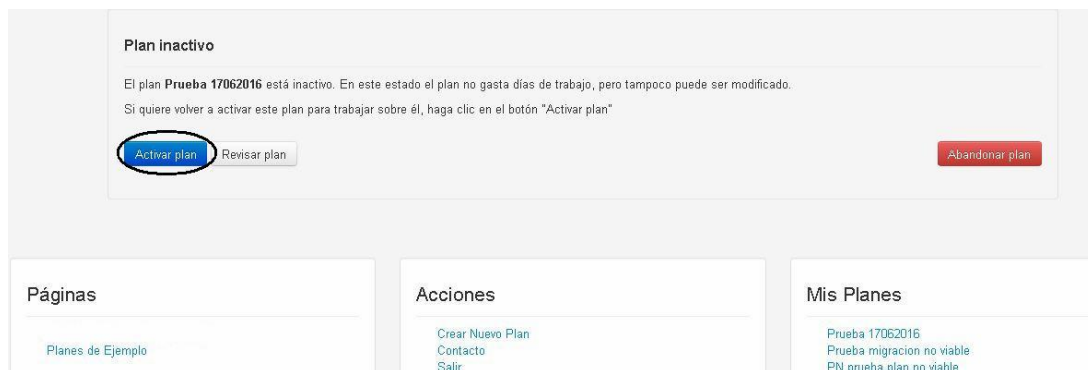 Plan inactivo
El plan Prueba 17062016 está inactivo. En este estado el plan no gasta días de trabajo, pero tampoco puede ser modificado.
Si quiere volver a activar este plan para trabajar sobre él, haga clic en el botón "Activar plan"
Activar plan Revisar plan Abandonar plan
Páginas
Planes de Ejemplo
Acciones
Crear Nuevo Plan
Contacto
Salir
Mis Planes
Prueba 17062016
Prueba migracion no viable
PN prueba plan no viable